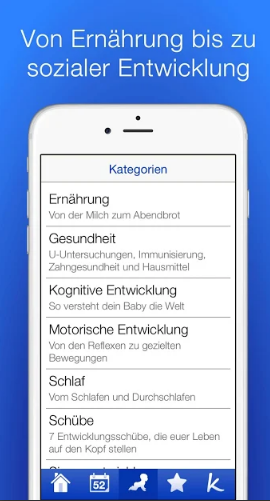 Von Ernährung bis zu
sozialer Entwicklung
Kategorien
Ernährung
Von der Milch zum Abendbrot
Gesundheit
U-Untersuchungen, Immunisierung,
Zahngesundheit und Hausmittel
Kognitive Entwicklung
So versteht dein Baby die Welt
Motorische Entwicklung
Von den Reflexen zu gezielten
Bewegungen
Schlaf
Vom Schlafen und Durchschlafen
Schübe
7 Entwicklungsschübe, die euer Leben
auf den Kopf stellen
52
k